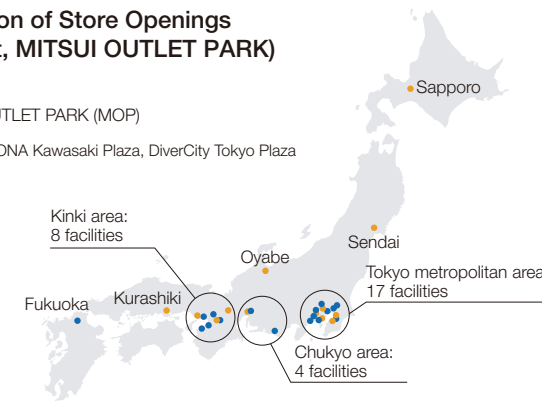 on of Store Openings
, MITSUI OUTLET PARK)
UTLET PARK (MOP)
ONA Kawasaki Plaza, DiverCity Tokyo Plaza
Sapporo
Kinki area:
8 facilities
Oyabe
Sendai
Tokyo metropolitan area
17 facilities
Fukuoka
Kurashiki
Chukyo area:
4 facilities